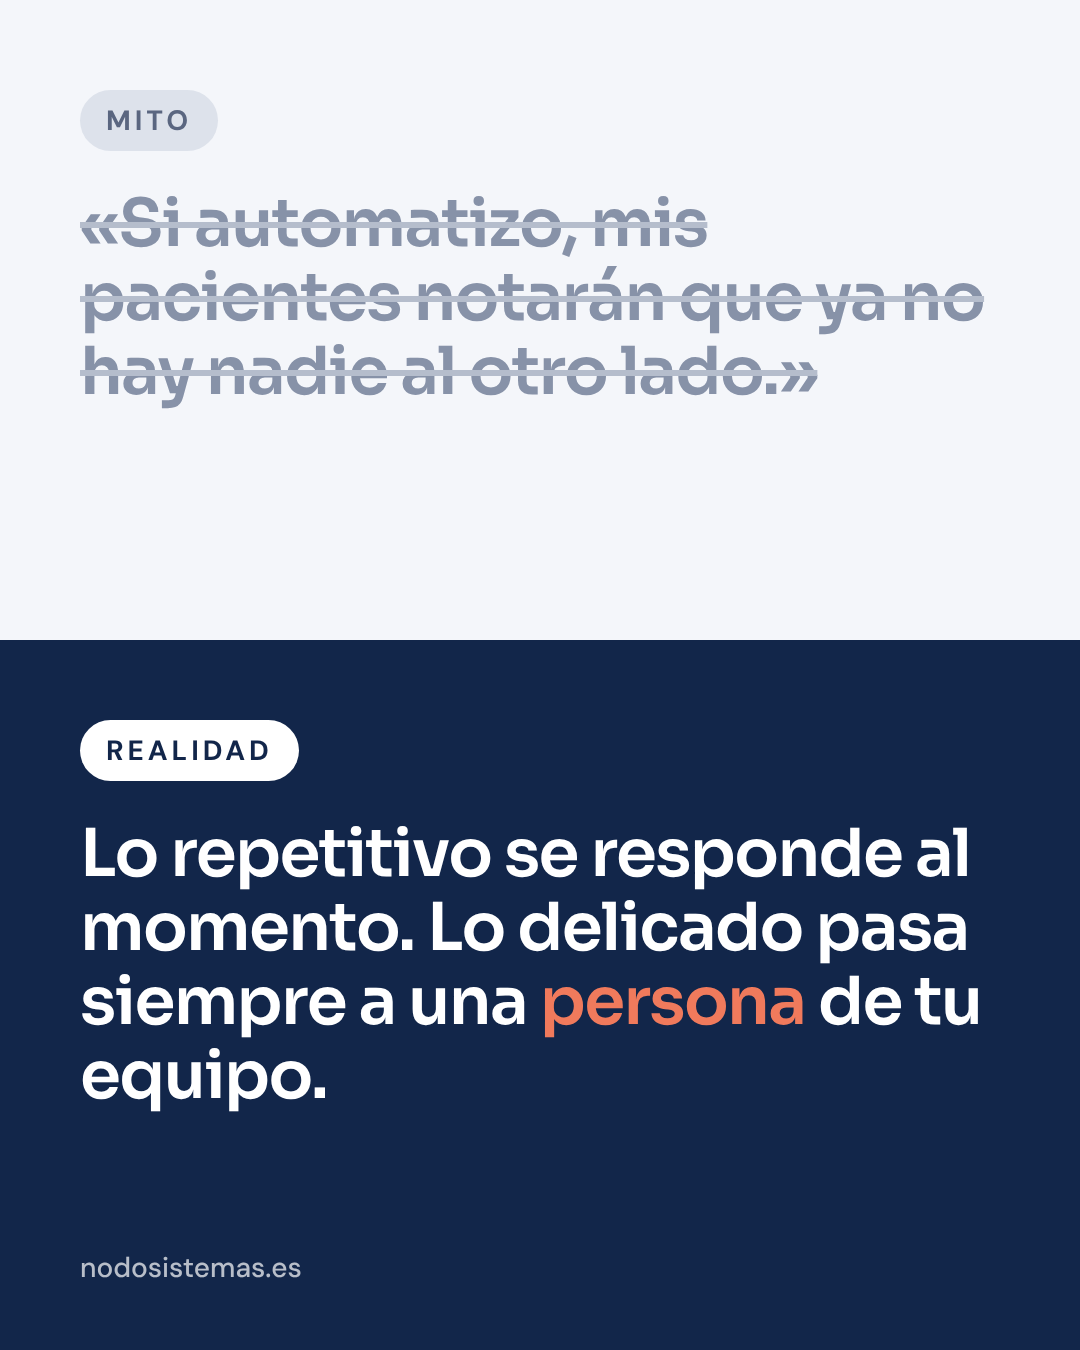 MITO
«Si automatizo, mis
pacientes notarán que ya no
hay nadie al otro lado.»
REALIDAD
Lo repetitivo se responde al
momento. Lo delicado pasa
siempre a una persona de tu
equipo.
nodosistemas.es